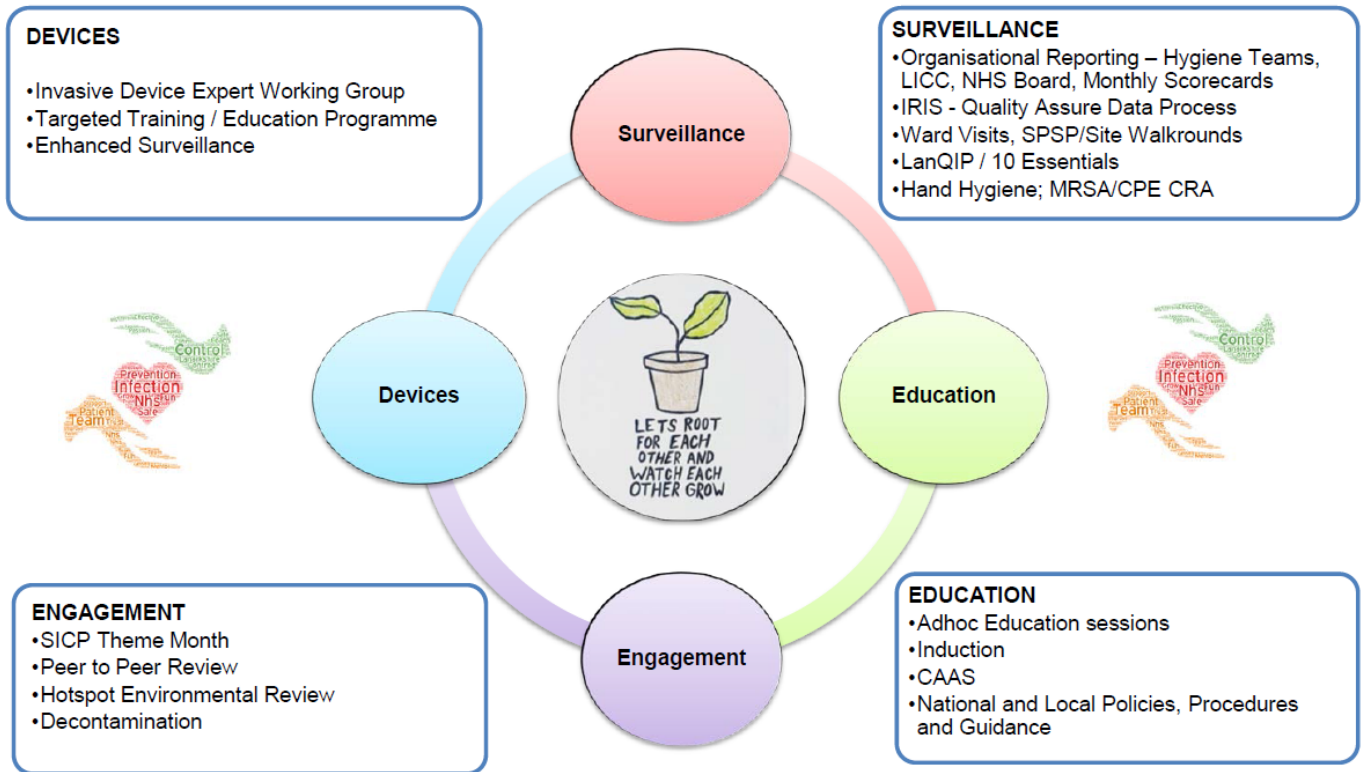 DEVICES
•Invasive Device Expert Working Group
•Targeted Training / Education Programme
•Enhanced Surveillance
SURVEILLANCE
•Organisational Reporting – Hygiene Teams,
LICC, NHS Board, Monthly Scorecards
•IRIS - Quality Assure Data Process
•Ward Visits, SPSP/Site Walkrounds
•LanQIP / 10 Essentials
•Hand Hygiene; MRSA/CPE CRA
Surveillance
Devices
Education
LETS ROOT
FOR EACH
OTHER AND
WATCH EACH
OTHER GROW
Control
Prevention
Infection
Nhs
Safe
Patient
Team
Control
Prevention
Infection
Nhs
Safe
Patient
Team
Engagement
ENGAGEMENT
•SICP Theme Month
•Peer to Peer Review
•Hotspot Environmental Review
•Decontamination
EDUCATION
•Adhoc Education sessions
•Induction
•CAAS
•National and Local Policies, Procedures
and Guidance